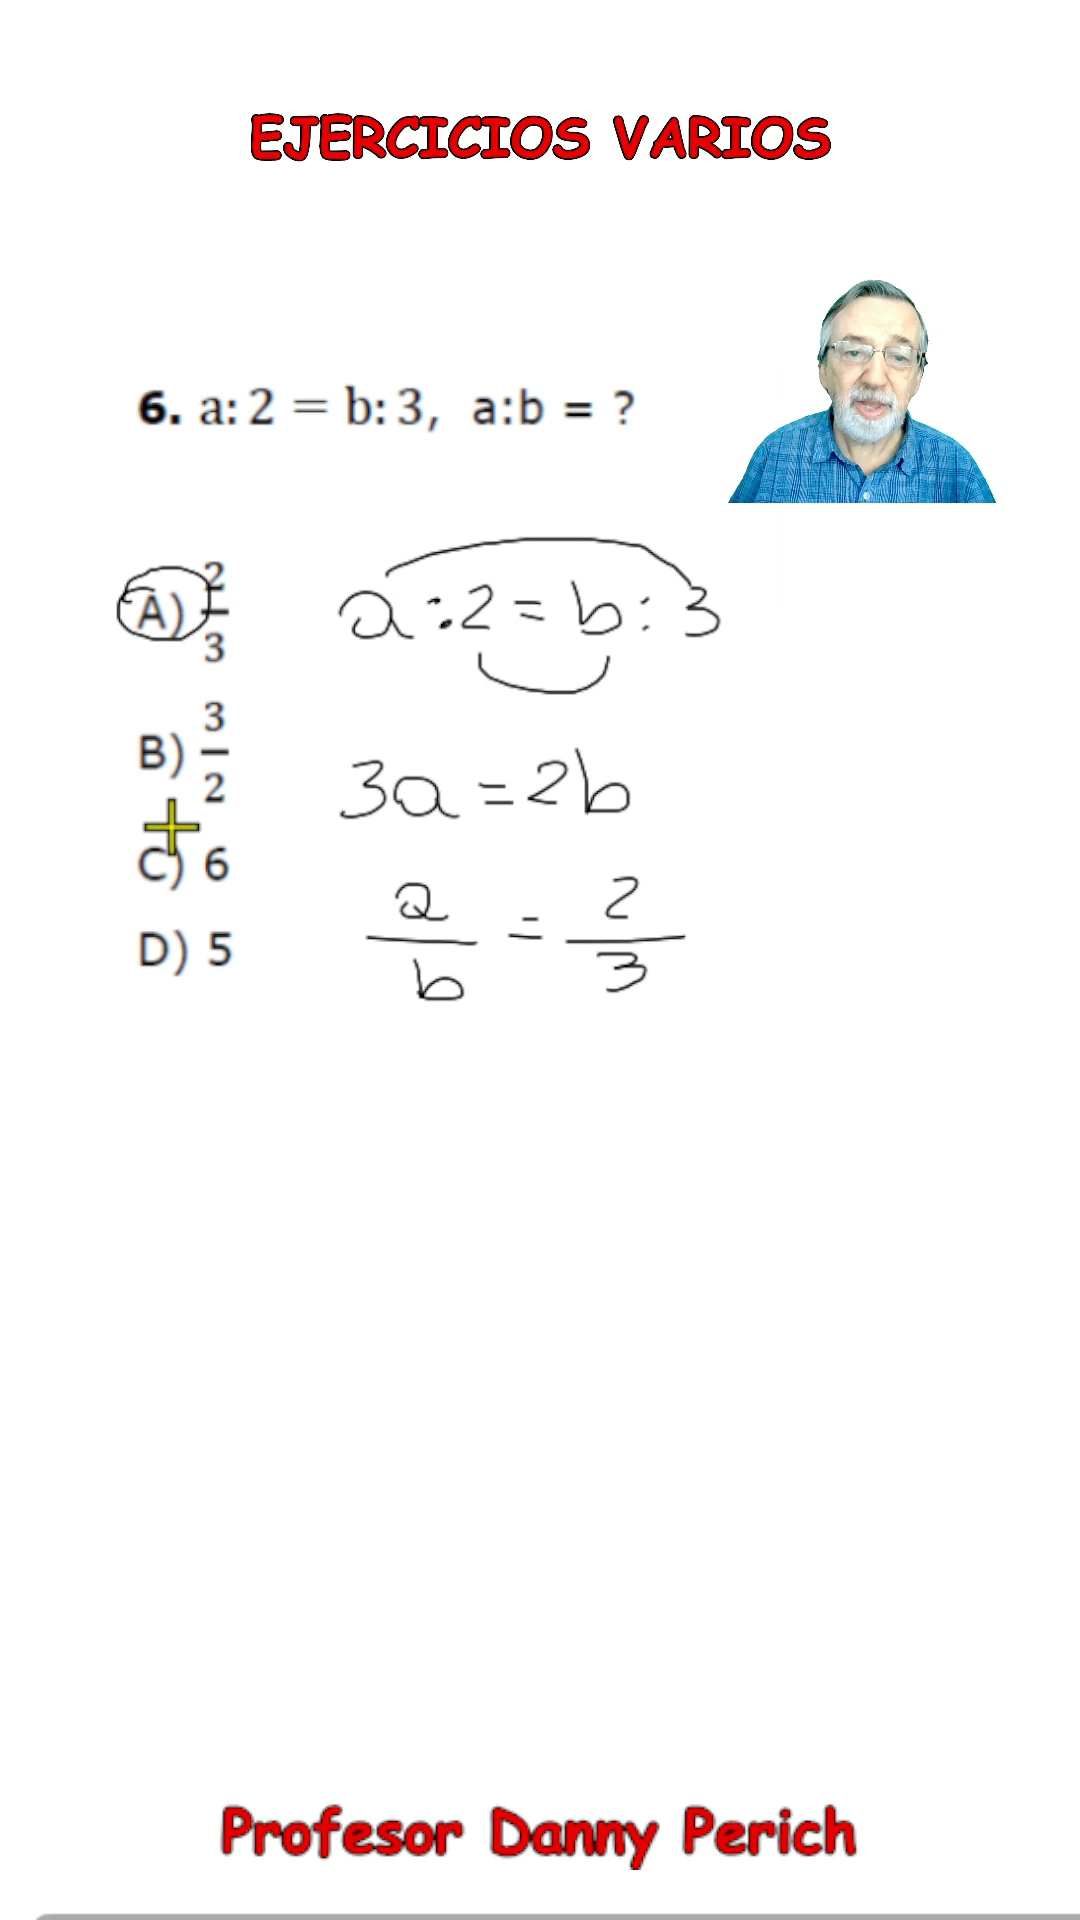 EJERCICIOS VARIOS
6. a: 2 = b: 3, a:b = ?
A) 2/3
a : 2 = b : 3
B) 3/2
3a = 2b
C) 6
a/b = 2/3
D) 5
Profesor Danny Perich